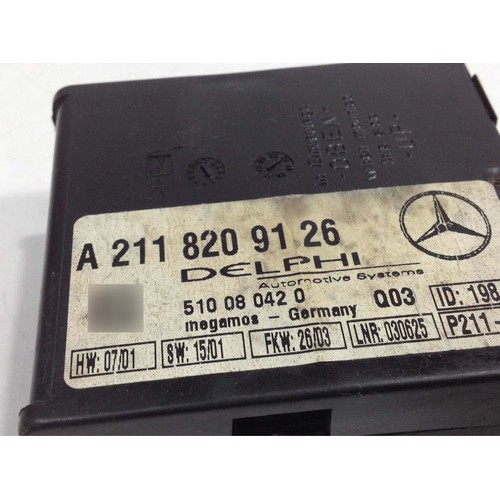 A 211 820 91 26
DELPHI
Automotive Systems
510 08 042 0 Q03 ID: 198
megamos - Germany P211-
HW: 07/01 SW: 15/01 FKW: 26/03 LNR: 030625